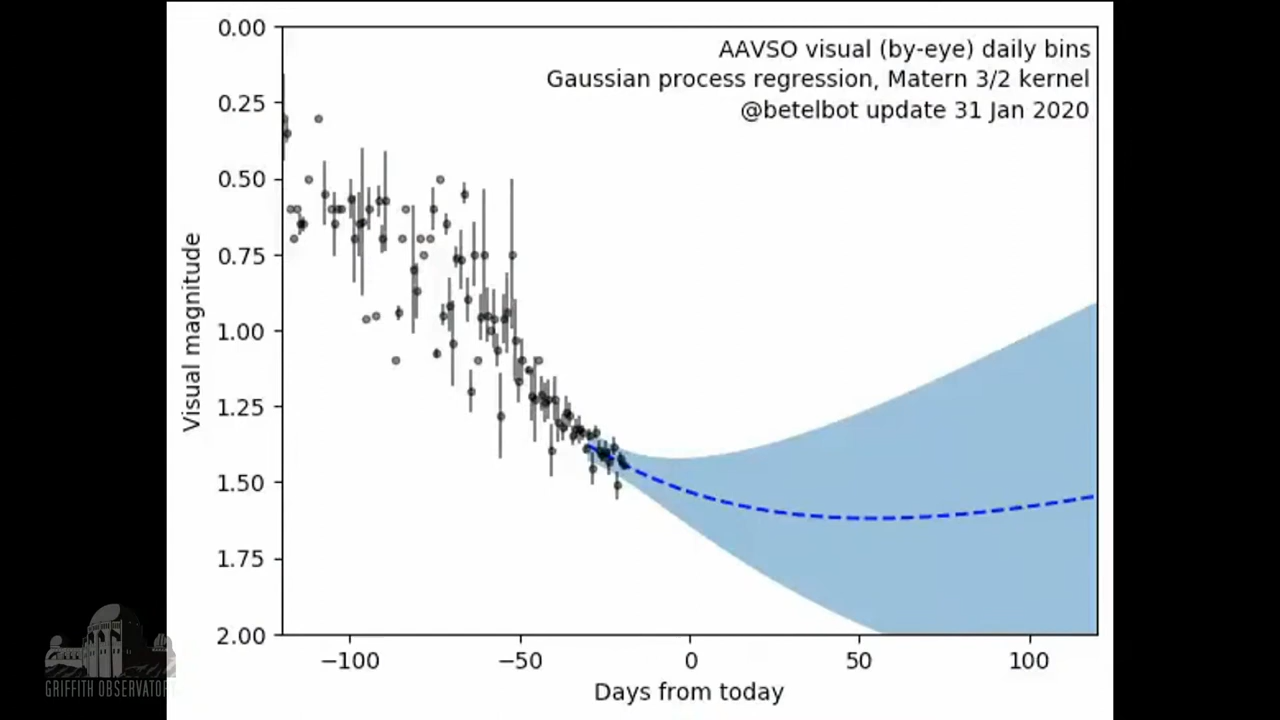 AAVSO visual (by-eye) daily bins
Gaussian process regression, Matern 3/2 kernel
@betelbot update 31 Jan 2020
Visual magnitude
0.00
0.25
0.50
0.75
1.00
1.25
1.50
1.75
2.00
−100 −50 0 50 100
Days from today
GRIFFITH OBSERVATORY